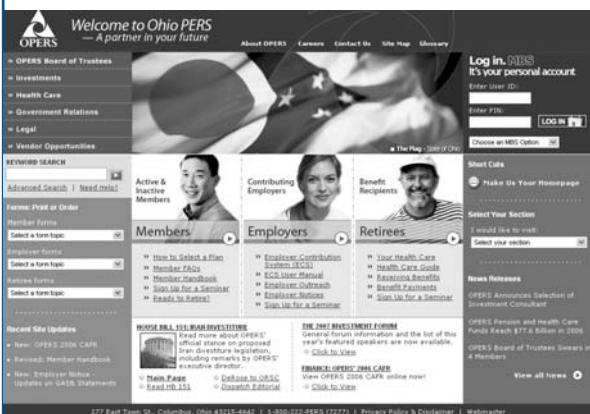 OPERS
Welcome to Ohio PERS
— A partner in your future
About OPERS Careers Contact Us Site Map Glossary
» OPERS Board of Trustees
» Investments
» Health Care
» Government Relations
» Legal
» Vendor Opportunities
■ The Flag - State of Ohio
Log in. MBS
It's your personal account
Enter User ID:
Enter PIN:
LOG IN
Choose an MBS Option
KEYWORD SEARCH
Advanced Search | Need Help?
Forms: Print or Order
Member forms
Select a form topic
Employer forms
Select a form topic
Retiree forms
Select a form topic
Recent Site Updates
• New: OPERS 2006 CAFR
• Revised: Member Handbook
• New: Employer Notice -
Updates on GASB Statements
Active &
Inactive
Members
Members
» How to Select a Plan
» Member FAQs
» Member Handbook
» Sign Up for a Seminar
» Ready to Retire?
Contributing
Employers
Employers
» Employer Contribution
System (ECS)
» ECS User Manual
» Employer Outreach
» Employer Notices
» Sign Up for a Seminar
Benefit
Recipients
Retirees
» Your Health Care
» Health Care Guide
» Receiving Benefits
» Benefit Payments
» Sign Up for a Seminar
HOUSE BILL 151: IRAN DIVESTITURE
Read more about OPERS'
official stance on proposed
Iran divestiture legislation,
including remarks by OPERS'
executive director.
Main Page
DeRose to ORSC
Read HB 151
Dispatch Editorial
THE 2007 INVESTMENT FORUM
General forum information and the list of this
year's featured speakers are now available.
Click to View
FINANCE: OPERS' 2006 CAFR
View OPERS 2006 CAFR online now!
Click to View
Short Cuts
Make Us Your Homepage
Select Your Section
I would like to visit:
Select your section
News Releases
OPERS Announces Selection of
Investment Consultant
OPERS Pension and Health Care
Funds Reach $77.6 Billion in 2006
OPERS Board of Trustees Swears in
4 Members
View all News
277 East Town St., Columbus, Ohio 43215-4642 | 1-800-222-PERS (7277) | Privacy Policy & Disclaimer | Webmaster